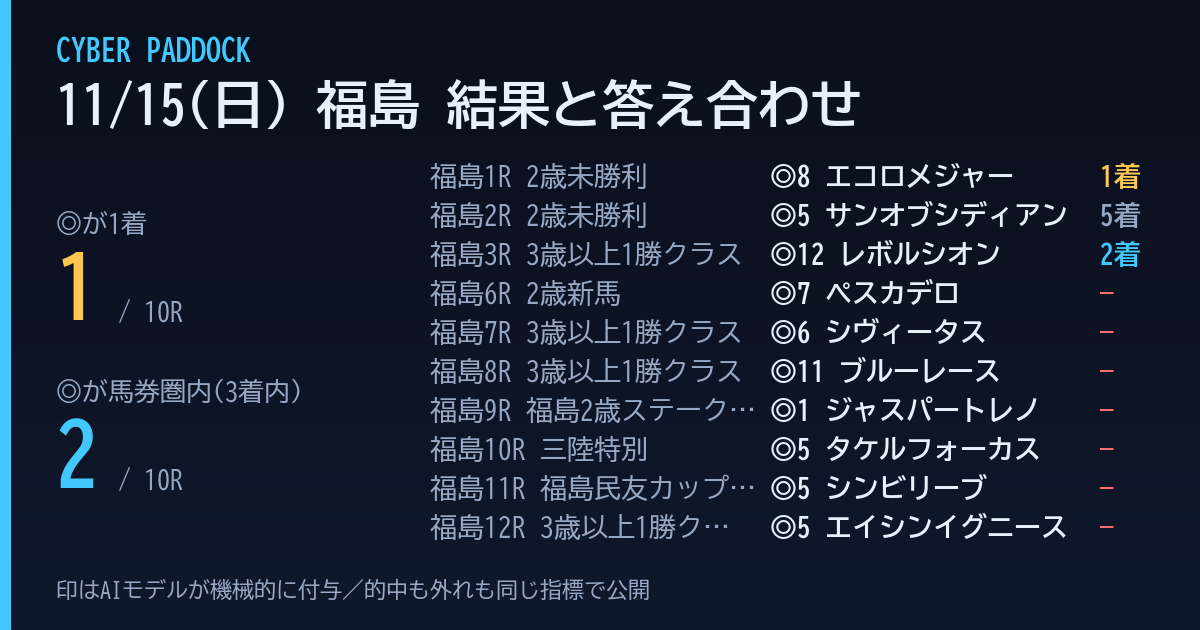 CYBER PADDOCK
11/15(日) 福島 結果と答え合わせ
◎が1着
1 / 10R
◎が馬券圏内(3着内)
2 / 10R
福島1R 2歳未勝利 ◎8 エコロメジャー 1着
福島2R 2歳未勝利 ◎5 サンオブシディアン 5着
福島3R 3歳以上1勝クラス ◎12 レボルシオン 2着
福島6R 2歳新馬 ◎7 ペスカデロ –
福島7R 3歳以上1勝クラス ◎6 シヴィータス –
福島8R 3歳以上1勝クラス ◎11 ブルーレース –
福島9R 福島2歳ステーク… ◎1 ジャスパートレノ –
福島10R 三陸特別 ◎5 タケルフォーカス –
福島11R 福島民友カップ… ◎5 シンビリーブ –
福島12R 3歳以上1勝ク… ◎5 エイシンイグニース –
印はAIモデルが機械的に付与／的中も外れも同じ指標で公開